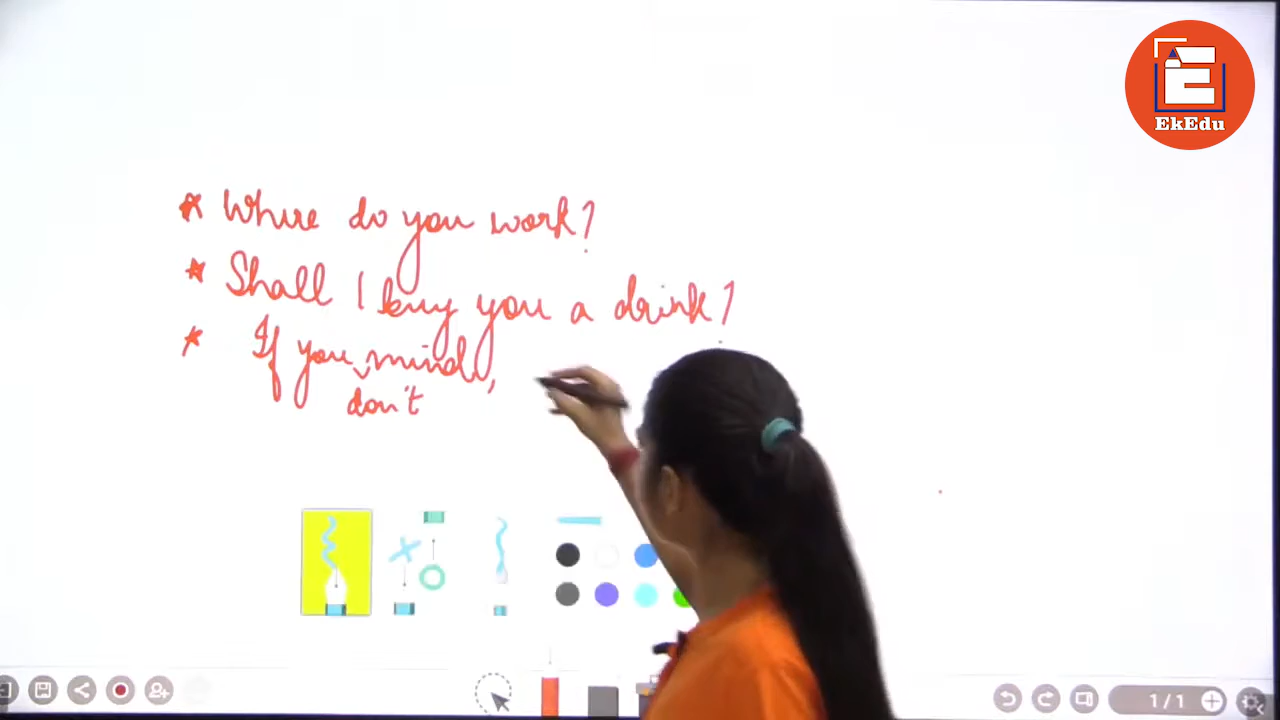 EkEdu
* Where do you work?
* Shall I buy you a drink?
* If you mind,
don't
1/1